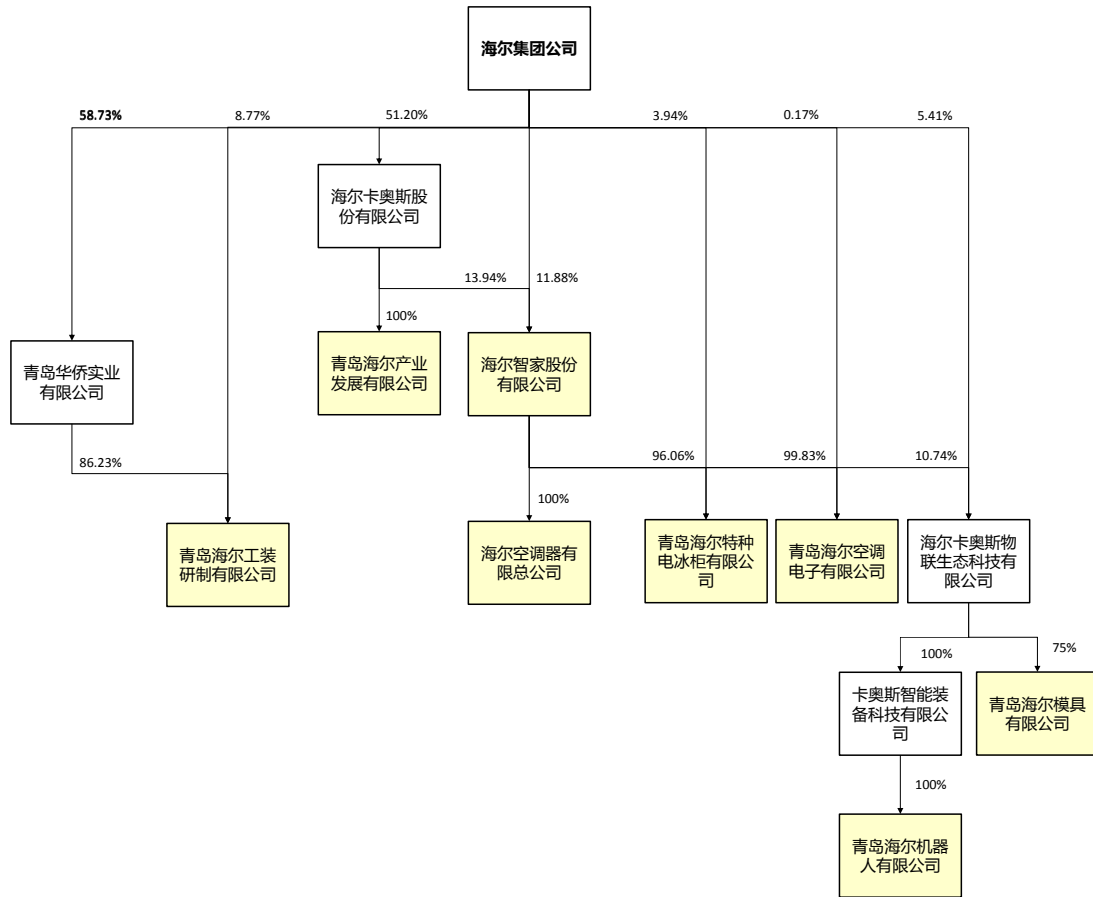 海尔集团公司
58.73%
8.77%
51.20%
3.94%
0.17%
5.41%
海尔卡奥斯股
份有限公司
13.94%
11.88%
100%
青岛华侨实业
有限公司
青岛海尔产业
发展有限公司
海尔智家股份
有限公司
86.23%
96.06%
99.83%
10.74%
100%
青岛海尔工装
研制有限公司
海尔空调器有
限总公司
青岛海尔特种
电冰柜有限公
司
青岛海尔空调
电子有限公司
海尔卡奥斯物
联生态科技有
限公司
100%
75%
卡奥斯智能装
备科技有限公
司
青岛海尔模具
有限公司
100%
青岛海尔机器
人有限公司